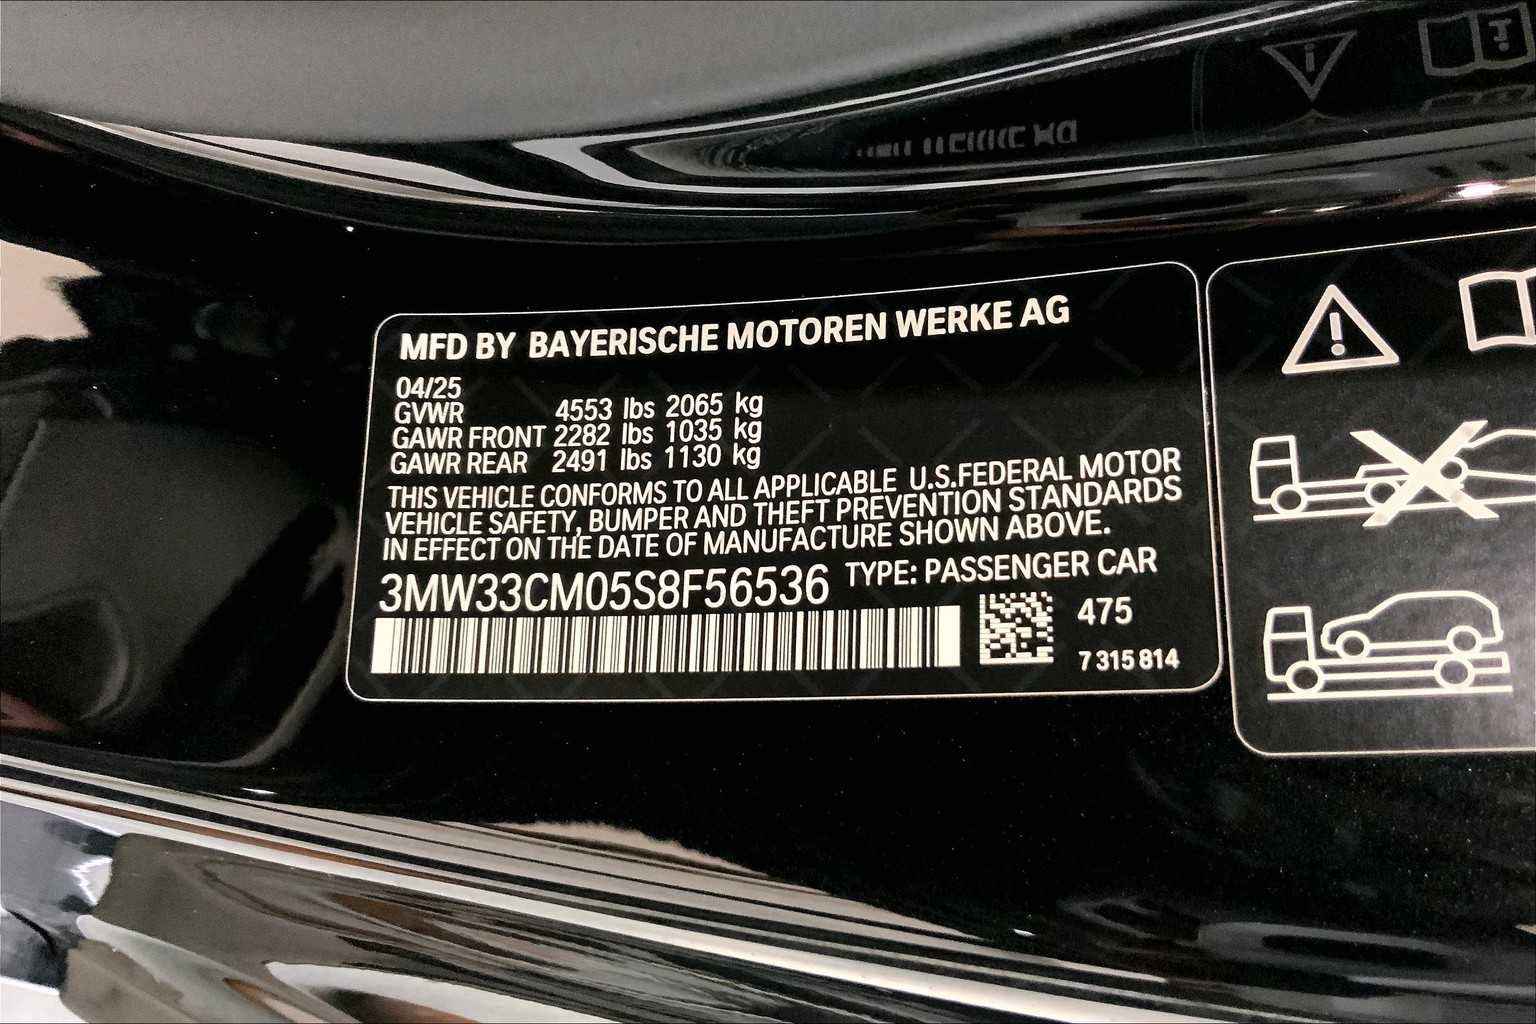 MFD BY BAYERISCHE MOTOREN WERKE AG
04/25
GVWR 4553 lbs 2065 kg
GAWR FRONT 2282 lbs 1035 kg
GAWR REAR 2491 lbs 1130 kg
THIS VEHICLE CONFORMS TO ALL APPLICABLE U.S.FEDERAL MOTOR
VEHICLE SAFETY, BUMPER AND THEFT PREVENTION STANDARDS
IN EFFECT ON THE DATE OF MANUFACTURE SHOWN ABOVE.
3MW33CM05S8F56536 TYPE: PASSENGER CAR
475
7 315 814